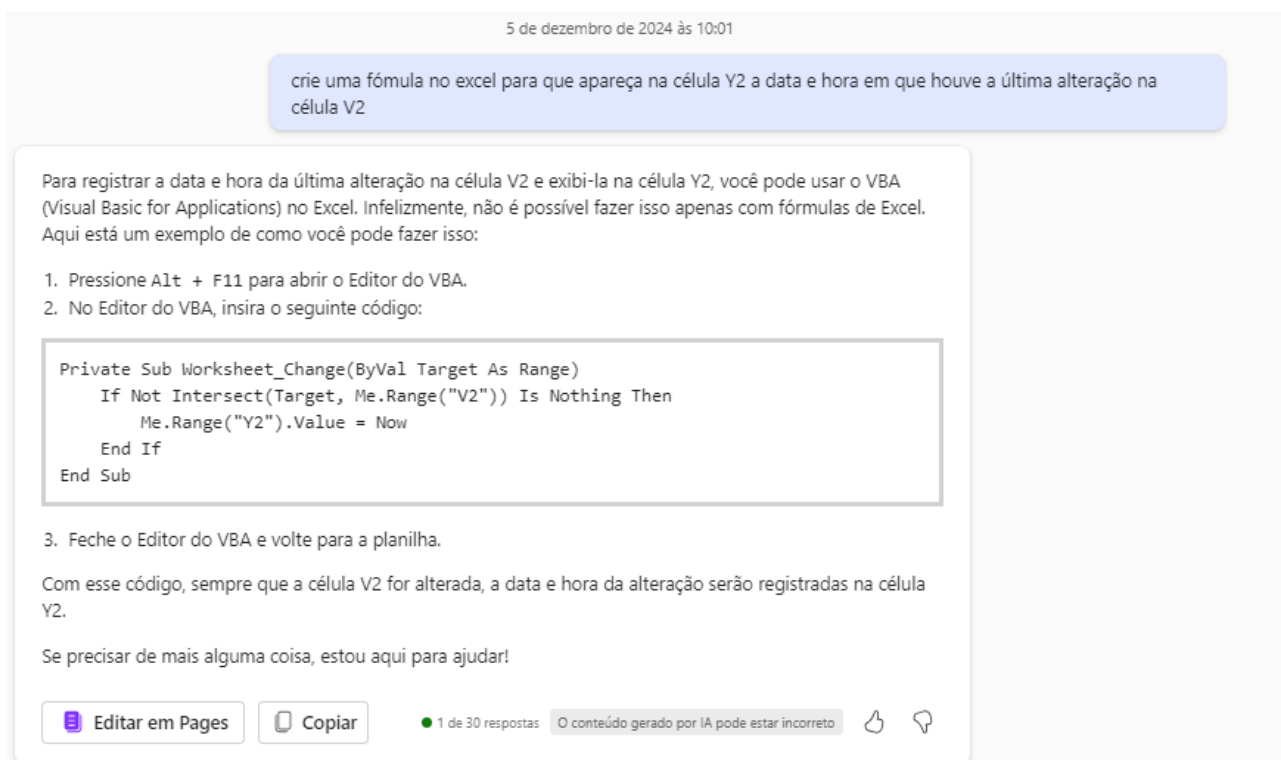 5 de dezembro de 2024 às 10:01
crie uma fómula no excel para que apareça na célula Y2 a data e hora em que houve a última alteração na
célula V2
Para registrar a data e hora da última alteração na célula V2 e exibi-la na célula Y2, você pode usar o VBA
(Visual Basic for Applications) no Excel. Infelizmente, não é possível fazer isso apenas com fórmulas de Excel.
Aqui está um exemplo de como você pode fazer isso:
1. Pressione Alt + F11 para abrir o Editor do VBA.
2. No Editor do VBA, insira o seguinte código:
Private Sub Worksheet_Change(ByVal Target As Range)
    If Not Intersect(Target, Me.Range("V2")) Is Nothing Then
        Me.Range("Y2").Value = Now
    End If
End Sub
3. Feche o Editor do VBA e volte para a planilha.
Com esse código, sempre que a célula V2 for alterada, a data e hora da alteração serão registradas na célula
Y2.
Se precisar de mais alguma coisa, estou aqui para ajudar!
Editar em Pages Copiar 1 de 30 respostas O conteúdo gerado por IA pode estar incorreto